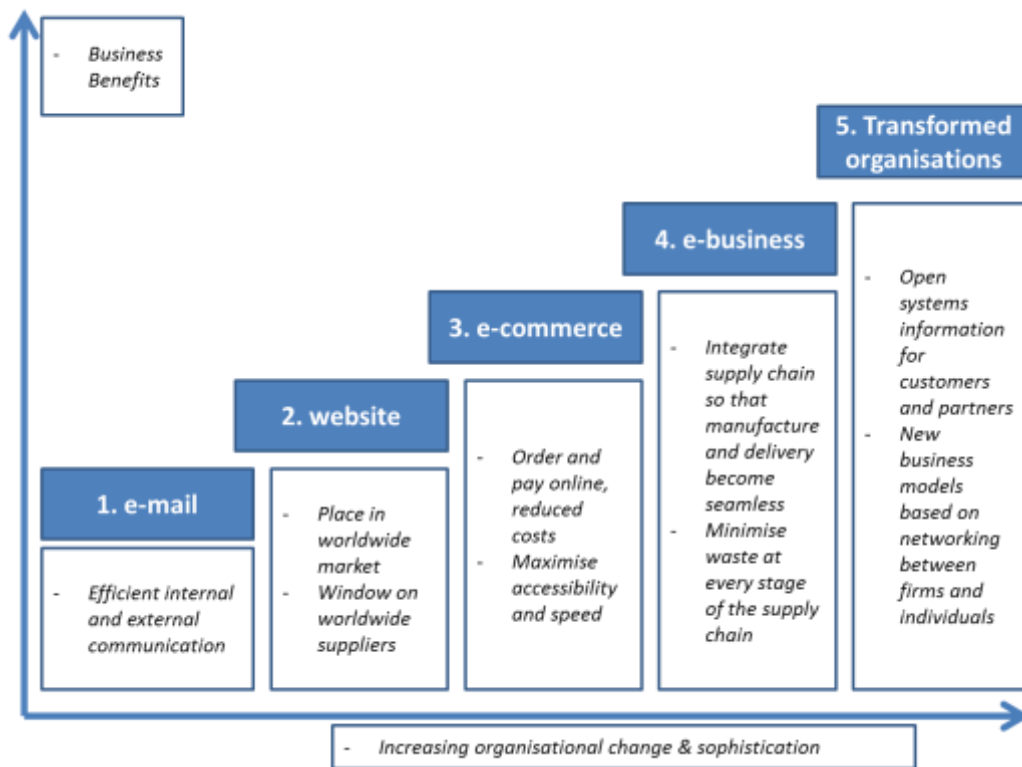 - Business
Benefits
5. Transformed
organisations
4. e-business
3. e-commerce
2. website
1. e-mail
- Efficient internal
and external
communication
- Place in
worldwide
market
- Window on
worldwide
suppliers
- Order and
pay online,
reduced
costs
- Maximise
accessibility
and speed
- Integrate
supply chain
so that
manufacture
and delivery
become
seamless
- Minimise
waste at
every stage
of the supply
chain
- Open
systems
information
for
customers
and partners
- New
business
models
based on
networking
between
firms and
individuals
- Increasing organisational change & sophistication